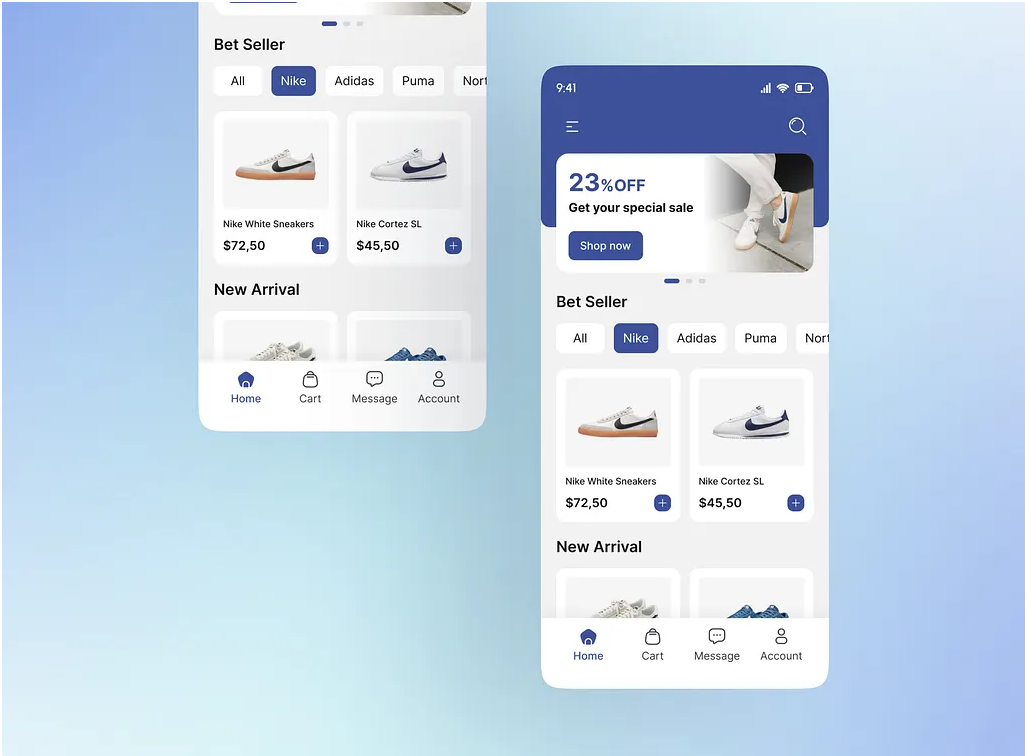 Bet Seller
All
Nike
Adidas
Puma
Nort
Nike White Sneakers
$72,50
Nike Cortez SL
$45,50
New Arrival
Home
Cart
Message
Account
9:41
23%OFF
Get your special sale
Shop now
Bet Seller
All
Nike
Adidas
Puma
Nort
Nike White Sneakers
$72,50
Nike Cortez SL
$45,50
New Arrival
Home
Cart
Message
Account